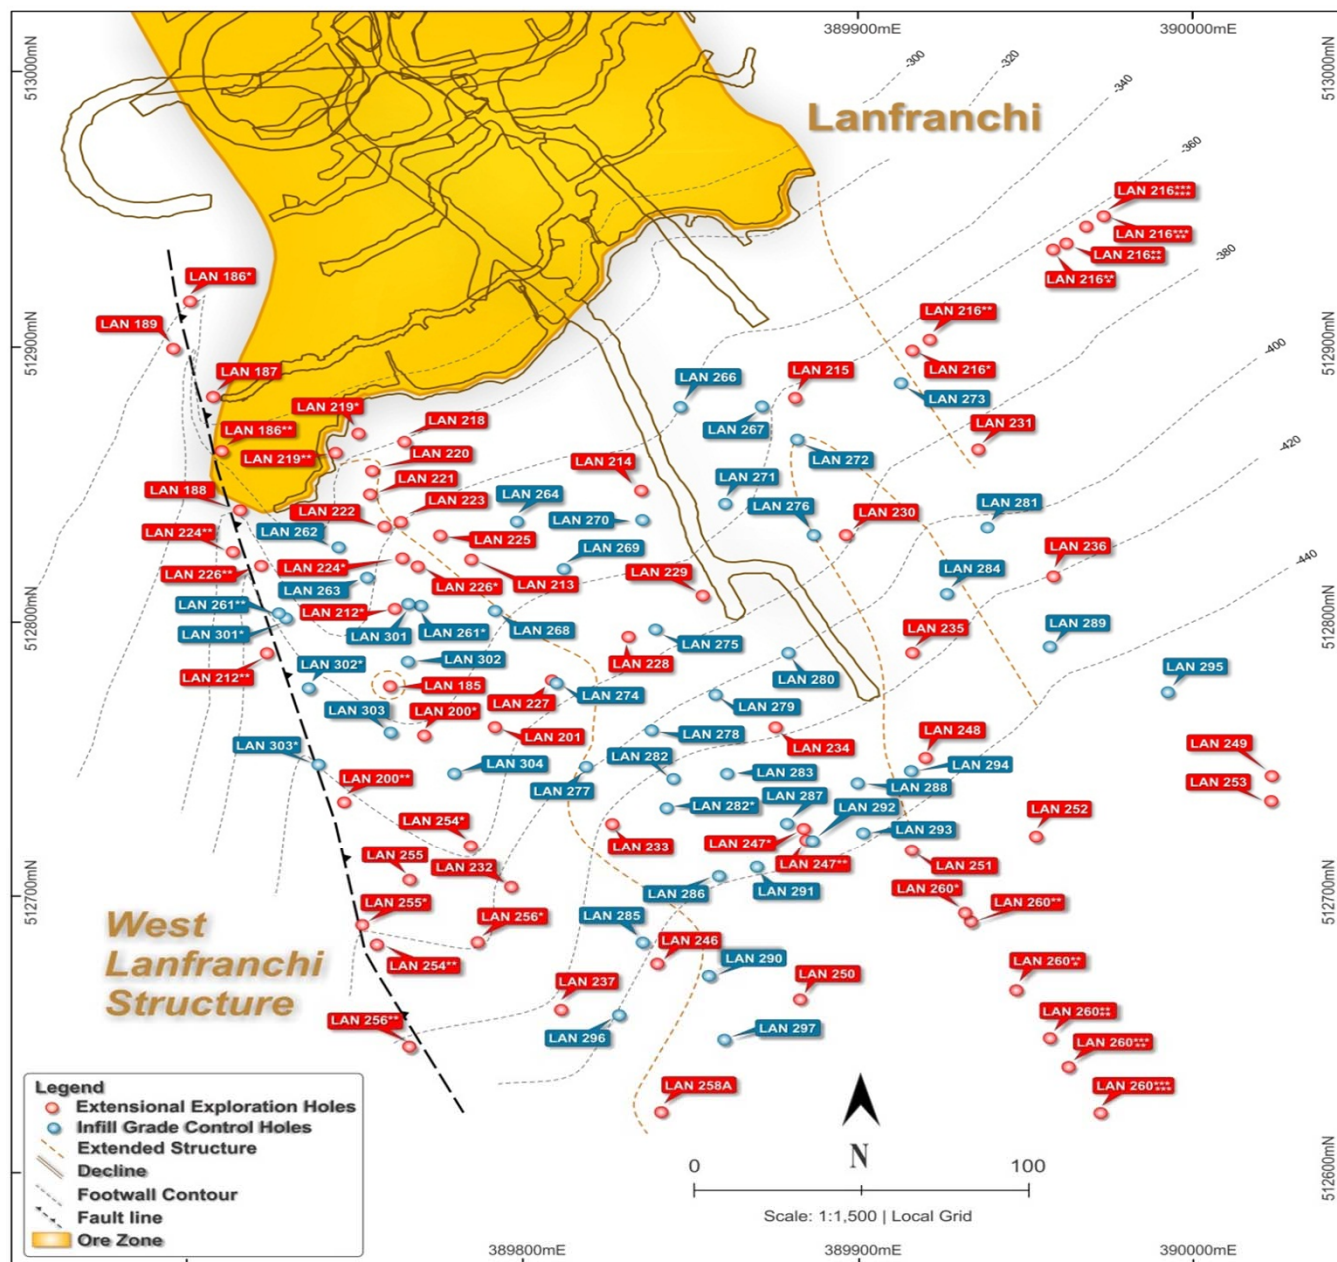 389900mE
390000mE
513000mN
513000mN
-300
-320
-340
-360
-380
-400
-420
-440
Lanfranchi
LAN 216******
LAN 216*****
LAN 216****
LAN 216***
LAN 186*
LAN 189
LAN 216**
LAN 216*
512900mN
512900mN
LAN 187
LAN 266
LAN 215
LAN 273
LAN 219*
LAN 218
LAN 267
LAN 231
LAN 186**
LAN 219**
LAN 220
LAN 272
LAN 221
LAN 214
LAN 271
LAN 188
LAN 222
LAN 223
LAN 264
LAN 270
LAN 276
LAN 230
LAN 281
LAN 224**
LAN 262
LAN 225
LAN 269
LAN 236
LAN 226**
LAN 224*
LAN 229
LAN 284
LAN 263
LAN 226*
LAN 213
LAN 261**
LAN 212*
LAN 301*
LAN 301
LAN 261*
LAN 268
LAN 275
LAN 235
LAN 289
512800mN
512800mN
LAN 212**
LAN 302*
LAN 302
LAN 228
LAN 280
LAN 295
LAN 185
LAN 227
LAN 274
LAN 303
LAN 200*
LAN 279
LAN 201
LAN 278
LAN 234
LAN 248
LAN 303*
LAN 249
LAN 282
LAN 294
LAN 200**
LAN 304
LAN 277
LAN 283
LAN 288
LAN 253
LAN 287
LAN 292
LAN 282*
LAN 252
LAN 254*
LAN 293
LAN 233
LAN 247*
LAN 255
LAN 232
LAN 247**
LAN 251
LAN 286
LAN 291
LAN 260*
LAN 255*
LAN 256*
LAN 285
LAN 260**
512700mN
512700mN
West
Lanfranchi
Structure
LAN 254**
LAN 246
LAN 290
LAN 260***
LAN 237
LAN 250
LAN 256**
LAN 296
LAN 297
LAN 260****
LAN 260*****
LAN 258A
LAN 260******
Legend
Extensional Exploration Holes
Infill Grade Control Holes
Extended Structure
Decline
Footwall Contour
Fault line
Ore Zone
N
0
100
Scale: 1:1,500 | Local Grid
512600mN
389800mE
389900mE
390000mE